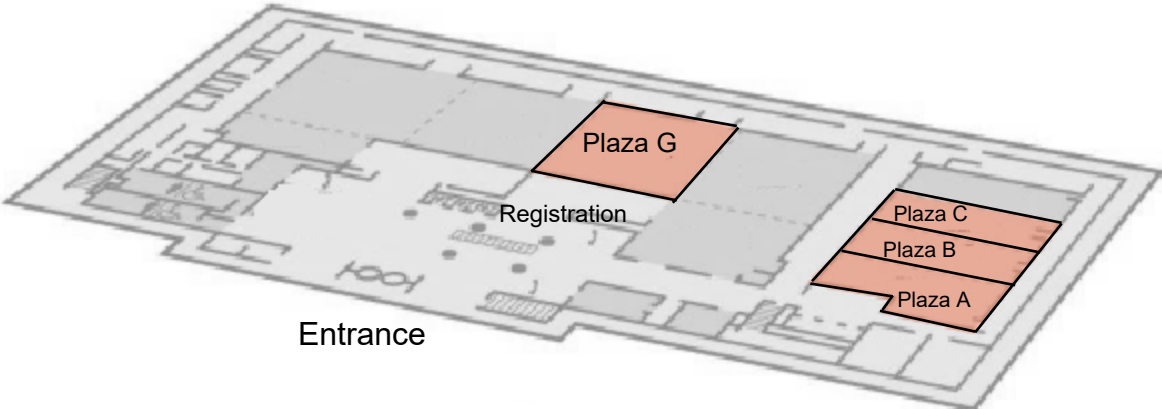 Plaza G
Registration
Plaza C
Plaza B
Plaza A
Entrance